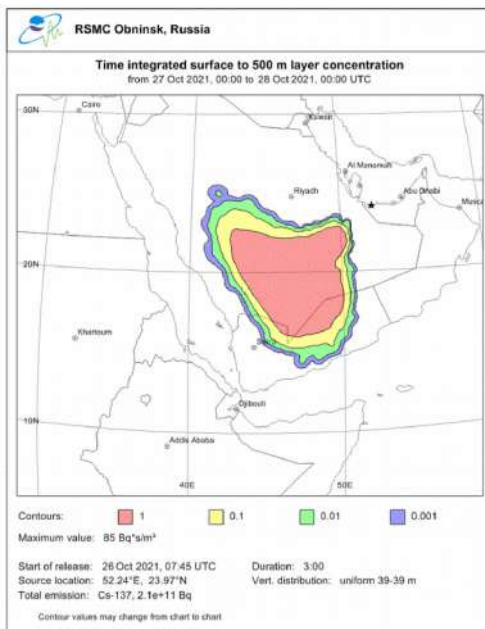 RSMC Obninsk, Russia
Time integrated surface to 500 m layer concentration
from 27 Oct 2021, 00:00 to 28 Oct 2021, 00:00 UTC
30N
Cairo
Kuwait
Al Manamah
Riyadh
Abu Dhabi
Musca
20N
Khartoum
Djibouti
10N
Addis Ababa
40E
50E
Contours: 1 0.1 0.01 0.001
Maximum value: 85 Bq*s/m³
Start of release: 26 Oct 2021, 07:45 UTC Duration: 3:00
Source location: 52.24°E, 23.97°N Vert. distribution: uniform 39-39 m
Total emission: Cs-137, 2.1e+11 Bq
Contour values may change from chart to chart